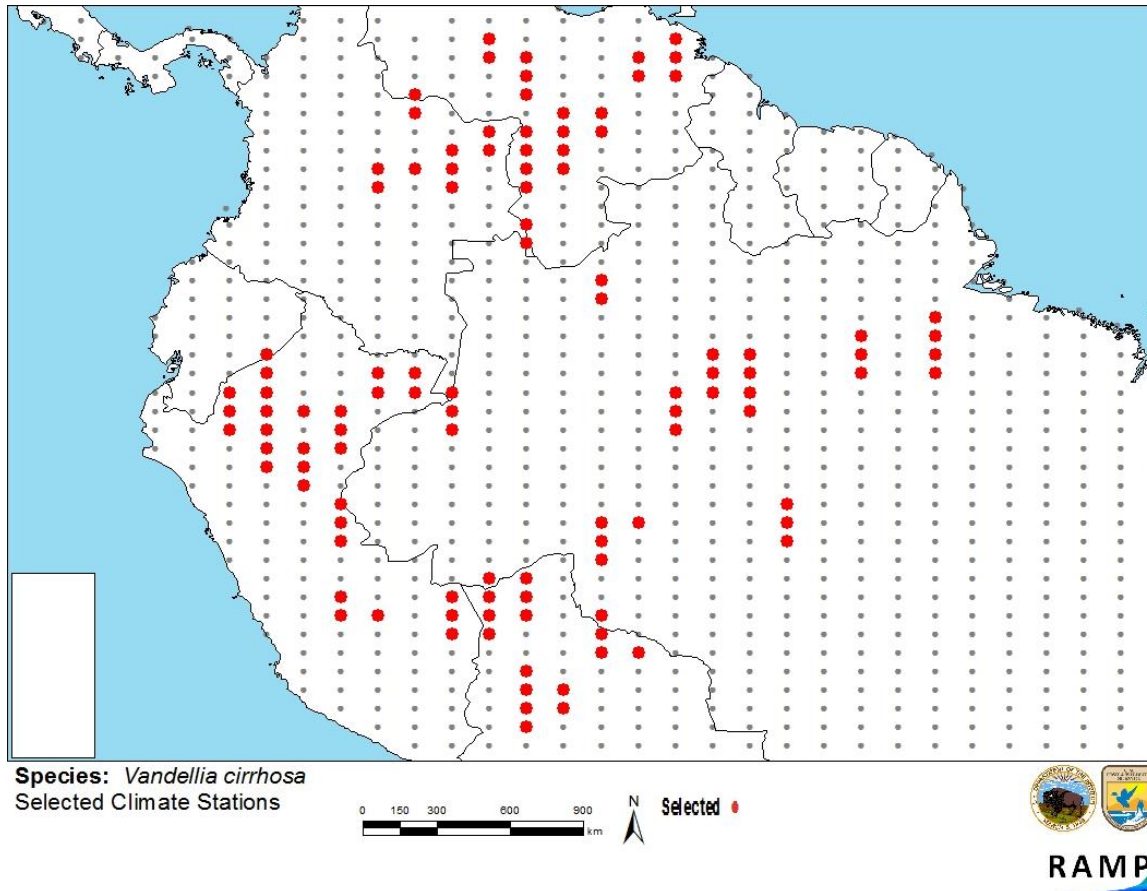 Species: Vandellia cirrhosa
Selected Climate Stations
0 150 300 600 900
km
N
Selected
RAMP